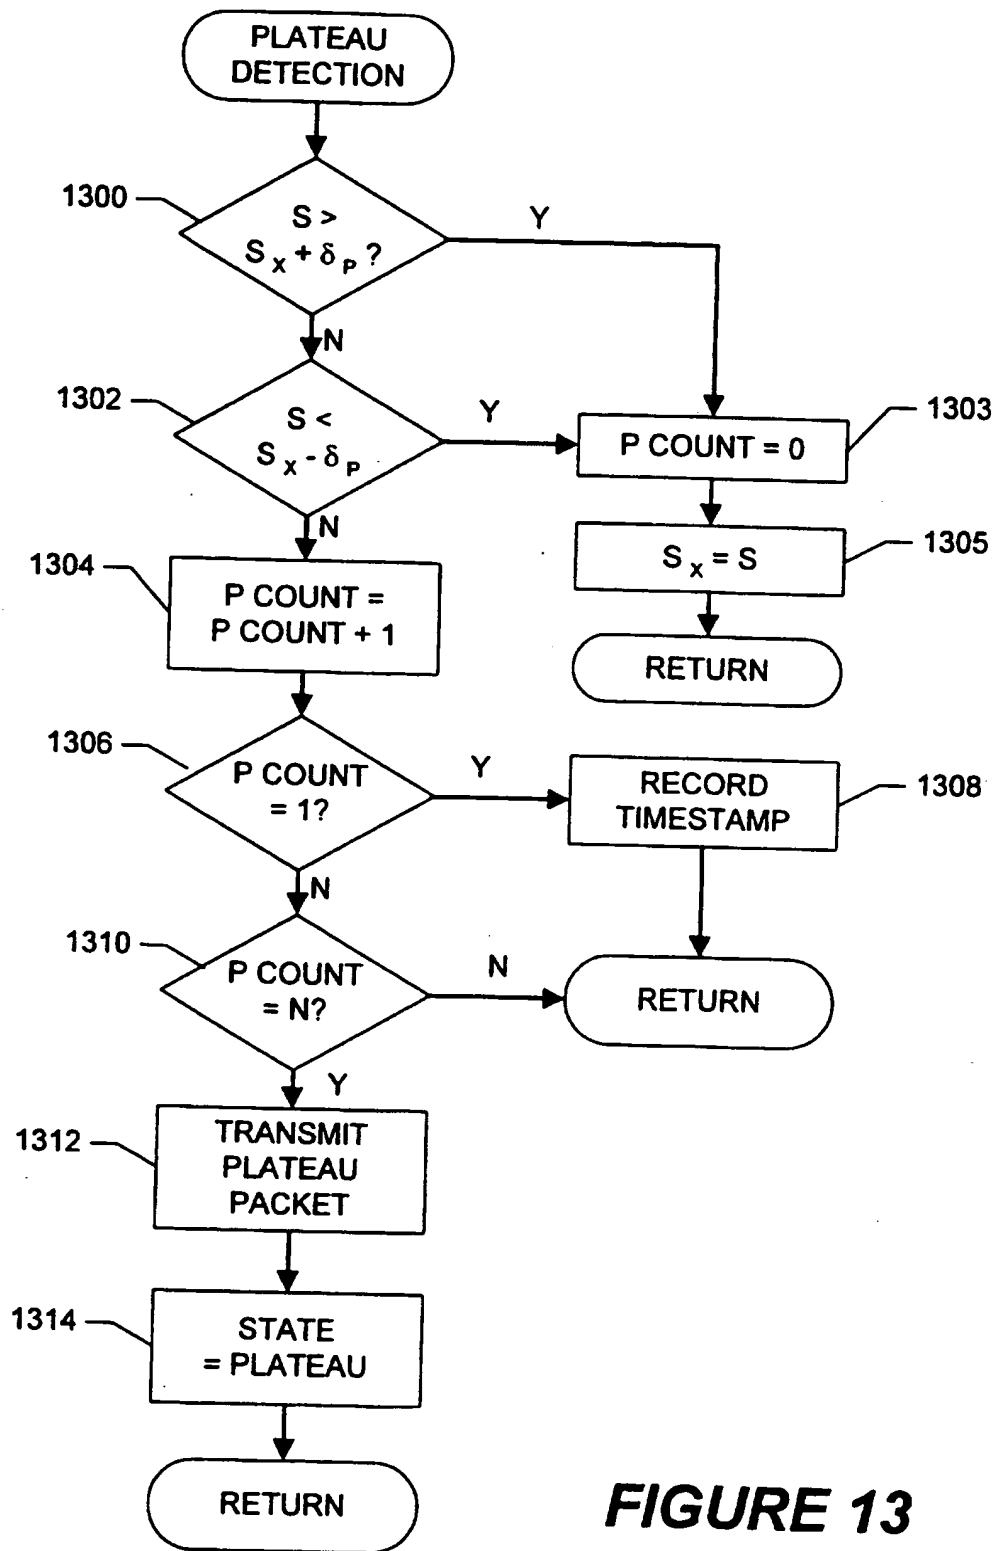 PLATEAU
DETECTION
1300
S >
S X + δ P ?
Y
N
1302
S <
S X - δ P
Y
P COUNT = 0
1303
N
S X = S
1305
1304
P COUNT =
P COUNT + 1
RETURN
1306
P COUNT
= 1?
Y
RECORD
TIMESTAMP
1308
N
1310
P COUNT
= N?
N
RETURN
Y
1312
TRANSMIT
PLATEAU
PACKET
1314
STATE
= PLATEAU
RETURN
FIGURE 13